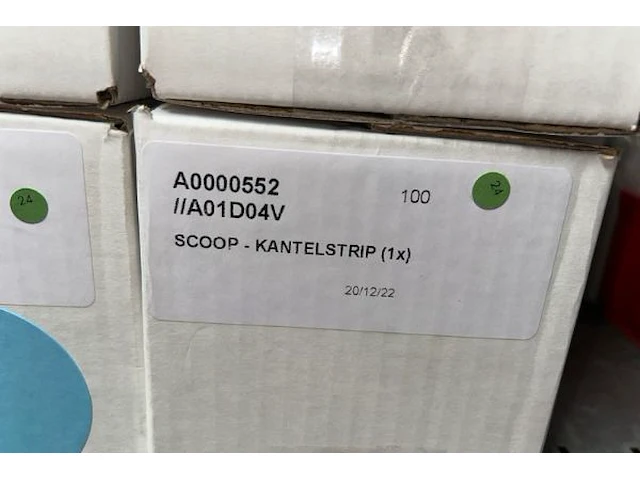 24
A0000552
100
24
//A01D04V
SCOOP - KANTELSTRIP (1x)
20/12/22